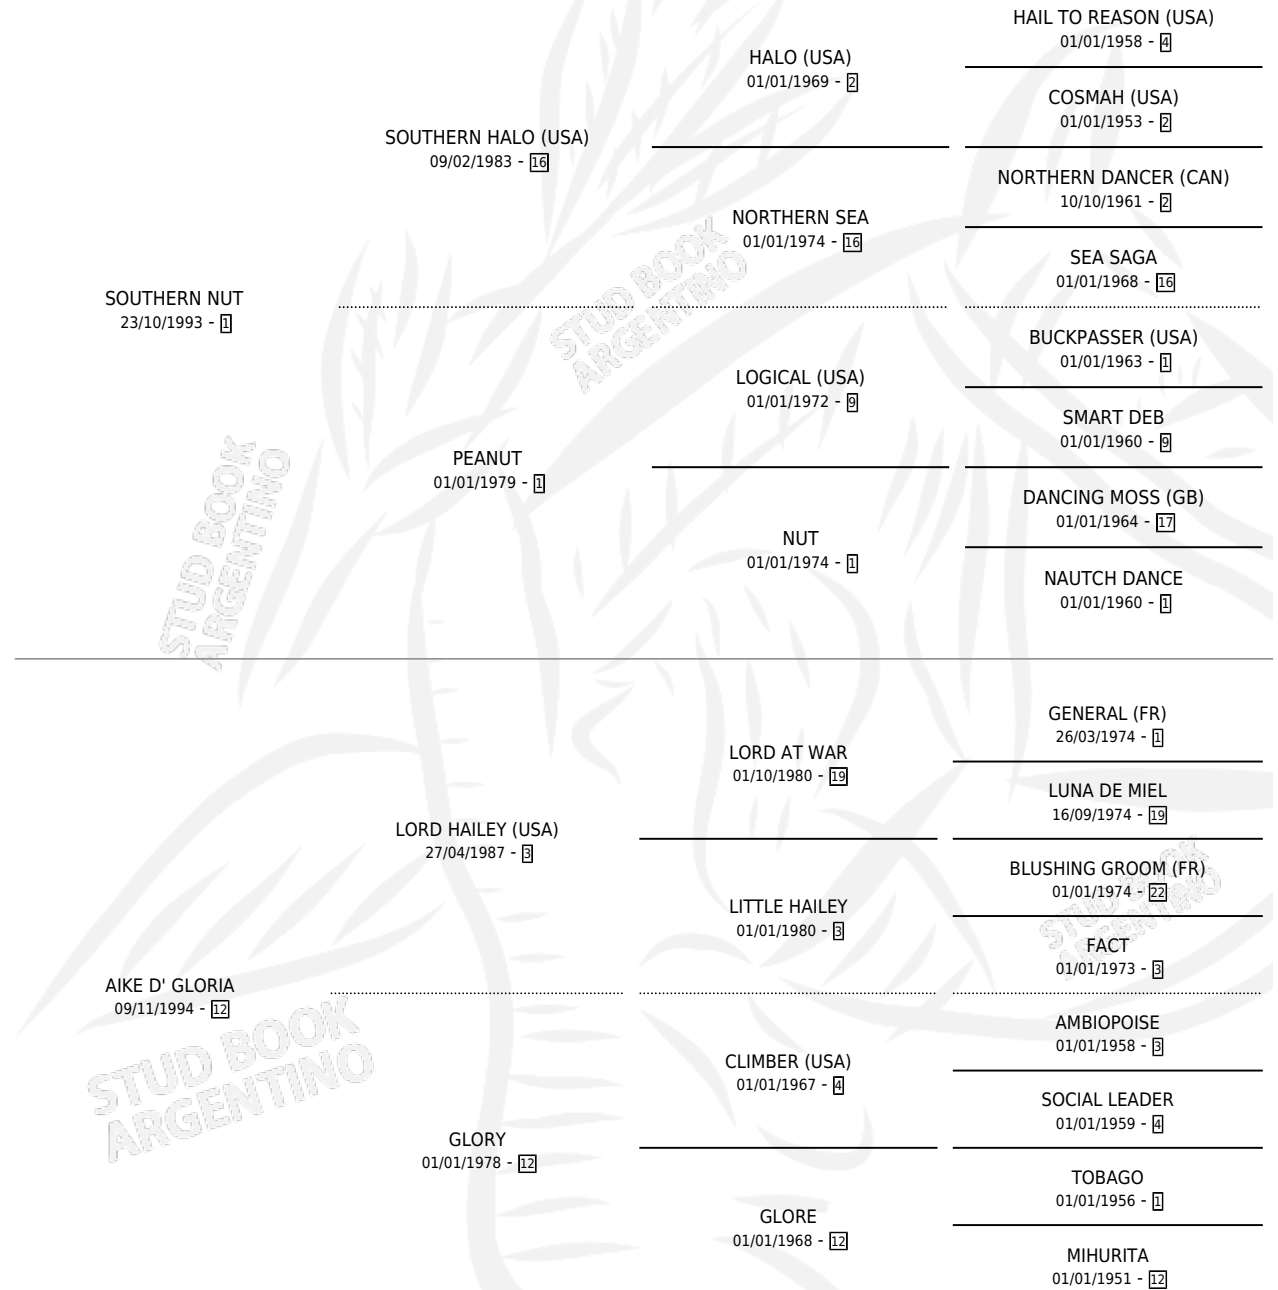 HAIL TO REASON (USA)
01/01/1958 - 4
HALO (USA)
01/01/1969 - 2
COSMAH (USA)
01/01/1953 - 2
SOUTHERN HALO (USA)
09/02/1983 - 16
NORTHERN DANCER (CAN)
10/10/1961 - 2
NORTHERN SEA
01/01/1974 - 16
SEA SAGA
01/01/1968 - 16
STUD BOOK
ARGENTINO
SOUTHERN NUT
23/10/1993 - 1
BUCKPASSER (USA)
01/01/1963 - 1
LOGICAL (USA)
01/01/1972 - 9
SMART DEB
01/01/1960 - 9
PEANUT
01/01/1979 - 1
DANCING MOSS (GB)
01/01/1964 - 17
NUT
01/01/1974 - 1
NAUTCH DANCE
01/01/1960 - 1
STUD BOOK
ARGENTINO
GENERAL (FR)
26/03/1974 - 1
LORD AT WAR
01/10/1980 - 19
LUNA DE MIEL
16/09/1974 - 19
LORD HAILEY (USA)
27/04/1987 - 3
BLUSHING GROOM (FR)
01/01/1974 - 22
LITTLE HAILEY
01/01/1980 - 3
FACT
01/01/1973 - 3
STUD BOOK
ARGENTINO
AIKE D' GLORIA
09/11/1994 - 12
AMBIOPOISE
01/01/1958 - 3
CLIMBER (USA)
01/01/1967 - 4
SOCIAL LEADER
01/01/1959 - 4
STUD BOOK
ARGENTINO
GLORY
01/01/1978 - 12
TOBAGO
01/01/1956 - 1
GLORE
01/01/1968 - 12
MIHURITA
01/01/1951 - 12